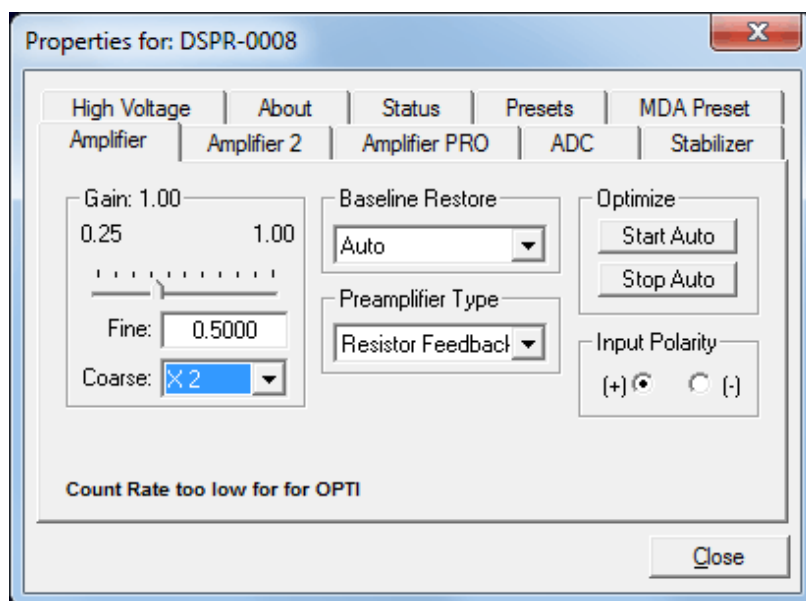 Properties for: DSPR-0008
High Voltage
About
Status
Presets
MDA Preset
Amplifier
Amplifier 2
Amplifier PRO
ADC
Stabilizer
Gain: 1.00
0.25 1.00
Fine: 0.5000
Coarse: X 2
Baseline Restore
Auto
Preamplifier Type
Resistor Feedback
Optimize
Start Auto
Stop Auto
Input Polarity
(+) (-)
Count Rate too low for for OPTI
Close